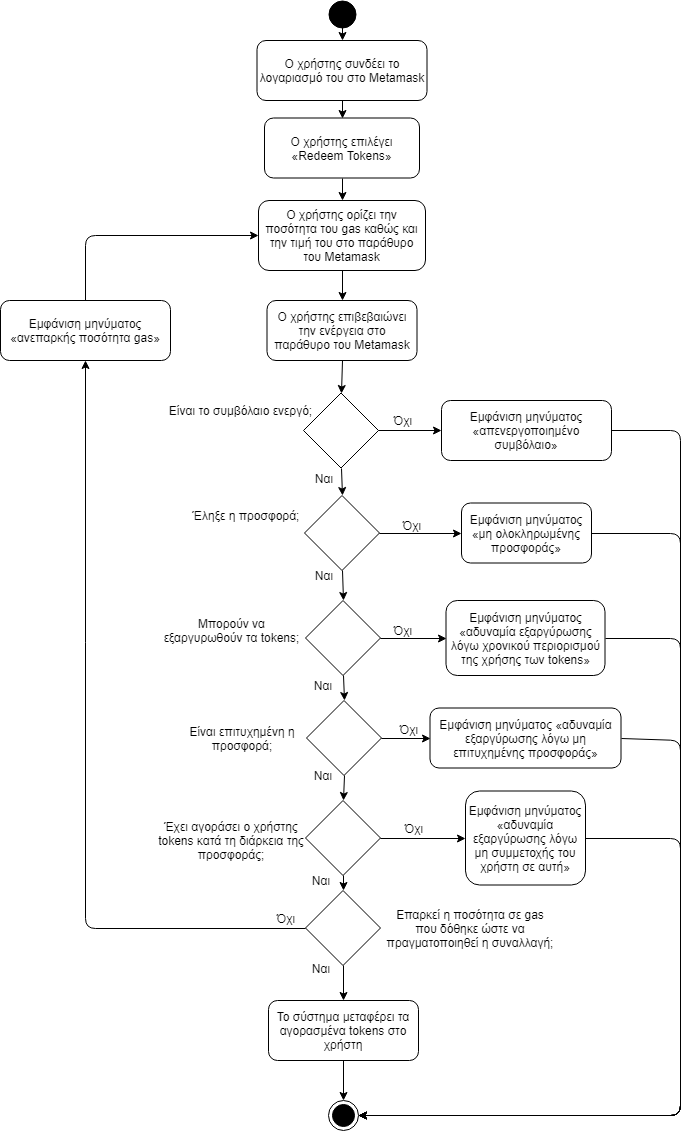 Ο χρήστης συνδέει το
λογαριασμό του στο Metamask
Ο χρήστης επιλέγει
«Redeem Tokens»
Ο χρήστης ορίζει την
ποσότητα του gas καθώς και
την τιμή του στο παράθυρο
του Metamask
Εμφάνιση μηνύματος
«ανεπαρκής ποσότητα gas»
Ο χρήστης επιβεβαιώνει
την ενέργεια στο
παράθυρο του Metamask
Είναι το συμβόλαιο ενεργό;
Όχι
Εμφάνιση μηνύματος
«απενεργοποιημένο
συμβόλαιο»
Ναι
Έληξε η προσφορά;
Όχι
Εμφάνιση μηνύματος
«μη ολοκληρωμένης
προσφοράς»
Ναι
Μπορούν να
εξαργυρωθούν τα tokens;
Όχι
Εμφάνιση μηνύματος
«αδυναμία εξαργύρωσης
λόγω χρονικού περιορισμού
της χρήσης των tokens»
Ναι
Είναι επιτυχημένη η
προσφορά;
Όχι
Εμφάνιση μηνύματος «αδυναμία
εξαργύρωσης λόγω μη
επιτυχημένης προσφοράς»
Ναι
Έχει αγοράσει ο χρήστης
tokens κατά τη διάρκεια της
προσφοράς;
Όχι
Εμφάνιση μηνύματος
«αδυναμία
εξαργύρωσης λόγω
μη συμμετοχής του
χρήστη σε αυτή»
Ναι
Όχι
Επαρκεί η ποσότητα σε gas
που δόθηκε ώστε να
πραγματοποιηθεί η συναλλαγή;
Ναι
Το σύστημα μεταφέρει τα
αγορασμένα tokens στο
χρήστη